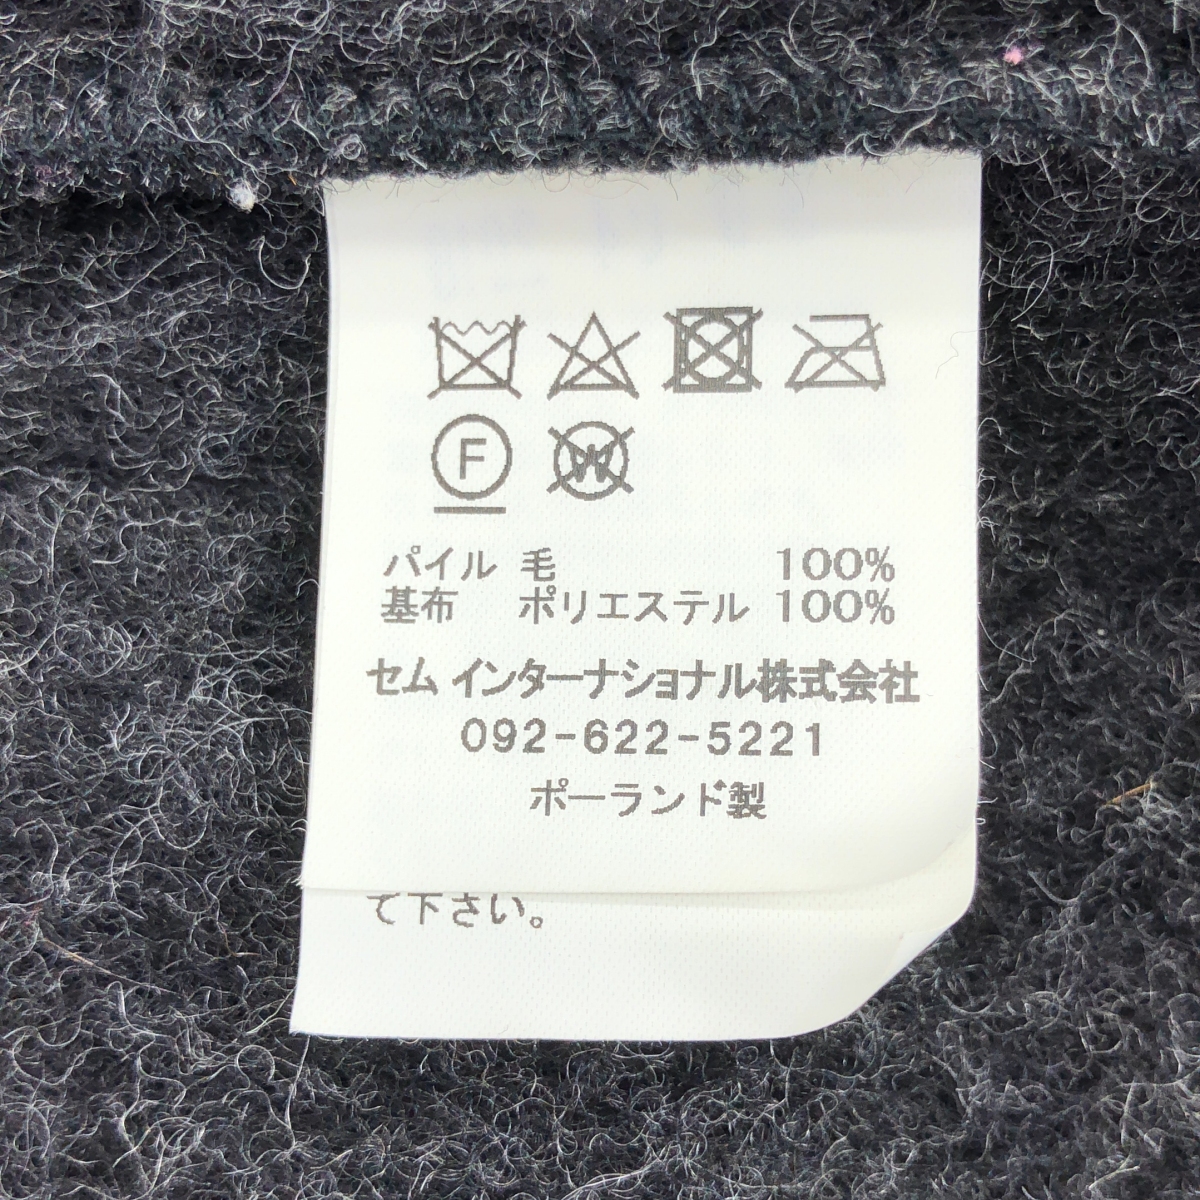 F W
パイル 毛 100%
基布 ポリエステル 100%
セム インターナショナル株式会社
092-622-5221
ポーランド製
て下さい。